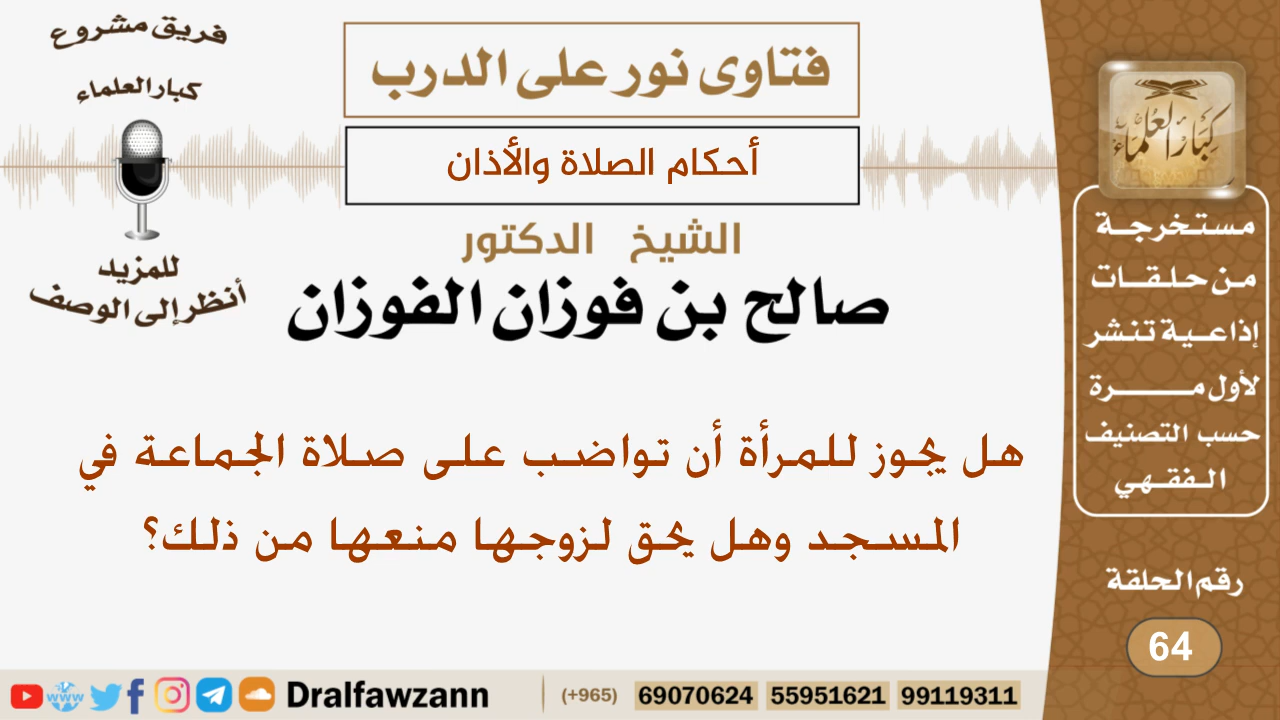 فريق مشروع
كبار العلماء
فتاوى نور على الدرب
أحكام الصلاة والأذان
الشيخ الدكتور
صالح بن فوزان الفوزان
للمزيد
أنظر إلى الوصف
هل يجوز للمرأة أن تواضب على صلاة الجماعة في
المسجد وهل يحق لزوجها منعها من ذلك؟
كبار العلماء
مستخرجة
من حلقات
إذاعية تنشر
لأول مرة
حسب التصنيف
الفقهي
رقم الحلقة
64
www Dralfawzann (+965) 69070624 55951621 99119311